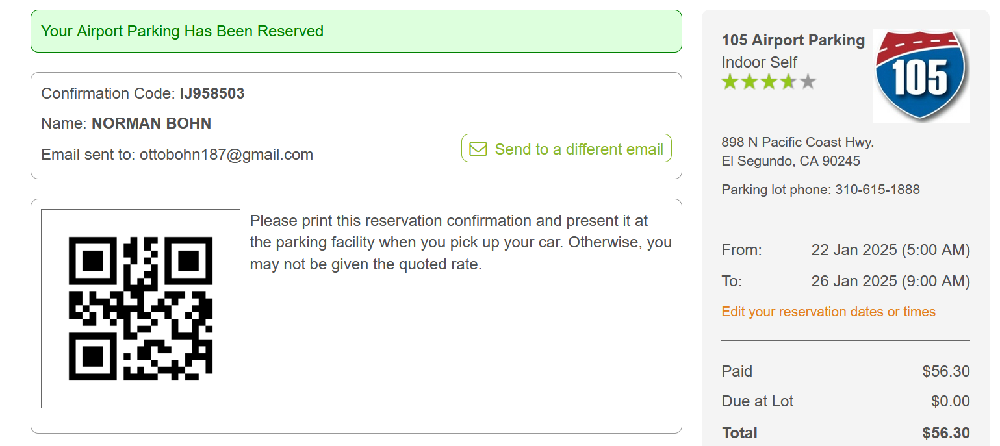 Your Airport Parking Has Been Reserved
Confirmation Code: IJ958503
Name: NORMAN BOHN
Email sent to: ottobohn187@gmail.com
Send to a different email
Please print this reservation confirmation and present it at
the parking facility when you pick up your car. Otherwise, you
may not be given the quoted rate.
105 Airport Parking
Indoor Self
105
898 N Pacific Coast Hwy.
El Segundo, CA 90245
Parking lot phone: 310-615-1888
From: 22 Jan 2025 (5:00 AM)
To: 26 Jan 2025 (9:00 AM)
Edit your reservation dates or times
Paid $56.30
Due at Lot $0.00
Total $56.30